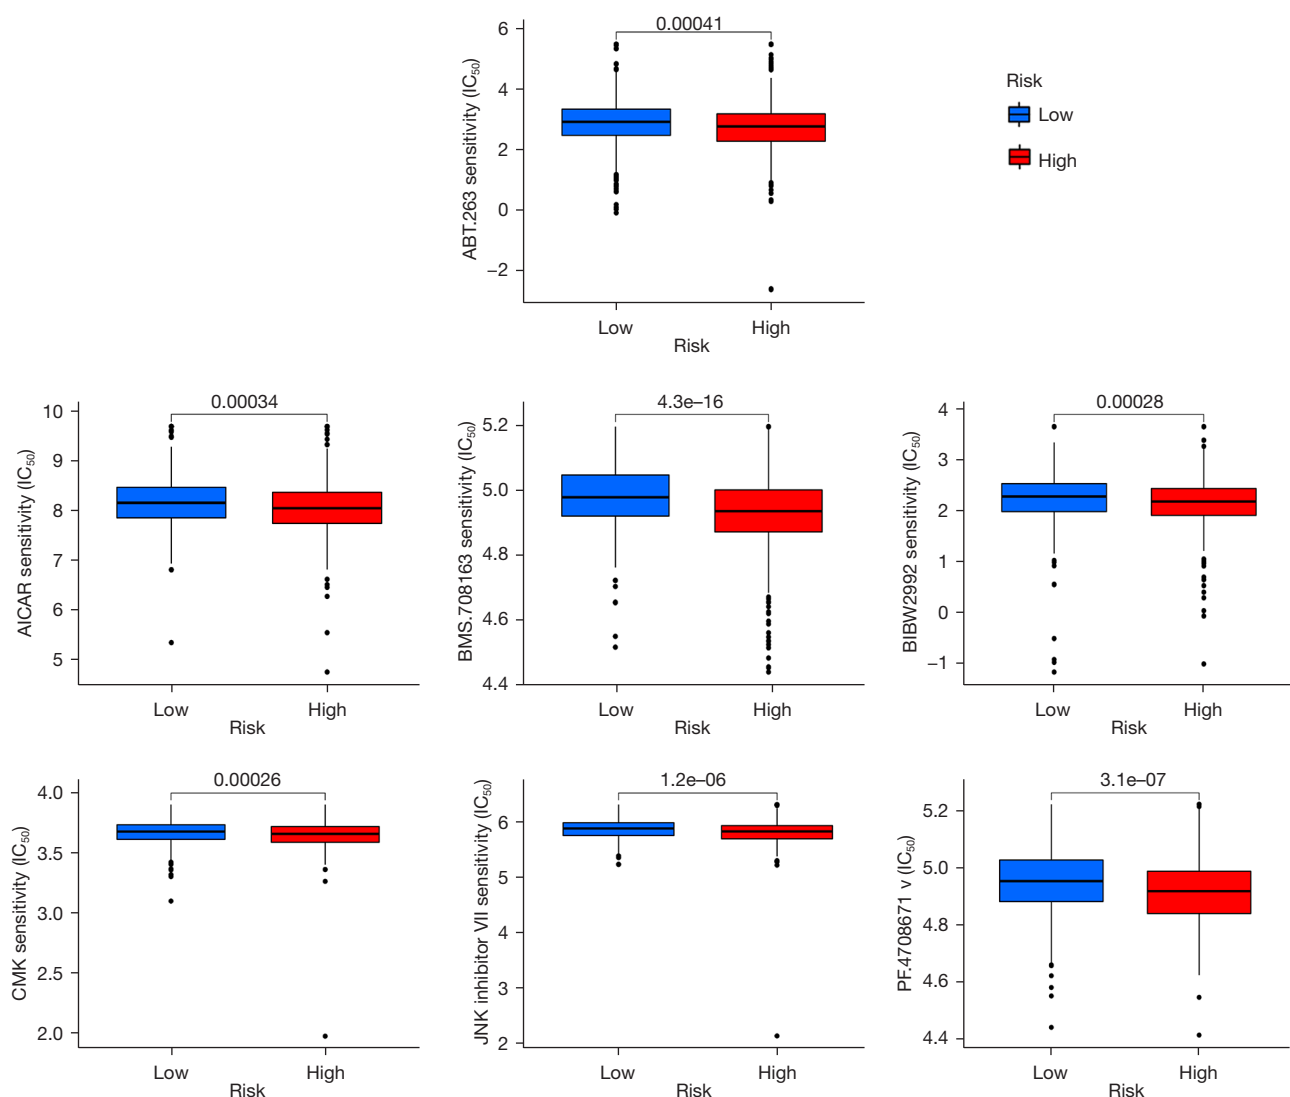 0.00041
6
4
2
0
−2
ABT.263 sensitivity (IC50)
Low
High
Risk
Risk
Low
High
0.00034
10
9
8
7
6
5
AICAR sensitivity (IC50)
Low
High
Risk
4.3e−16
5.2
5.0
4.8
4.6
4.4
BMS.708163 sensitivity (IC50)
Low
High
Risk
0.00028
4
3
2
1
0
−1
BIBW2992 sensitivity (IC50)
Low
High
Risk
0.00026
4.0
3.5
3.0
2.5
2.0
CMK sensitivity (IC50)
Low
High
Risk
1.2e−06
6
5
4
3
2
JNK inhibitor VII sensitivity (IC50)
Low
High
Risk
3.1e−07
5.2
5.0
4.8
4.6
4.4
PF.4708671 v (IC50)
Low
High
Risk